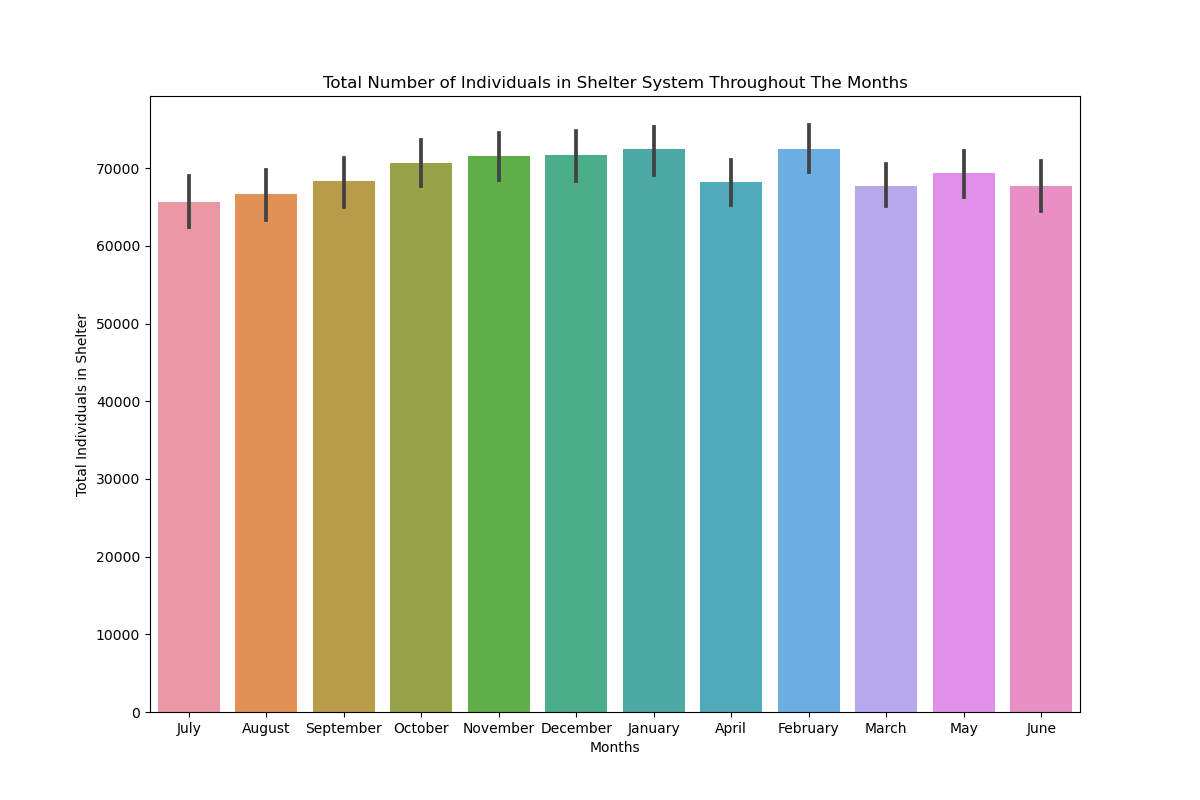 Total Number of Individuals in Shelter System Throughout The Months
Total Individuals in Shelter
70000
60000
50000
40000
30000
20000
10000
0
July August September October November December January April February March May June
Months